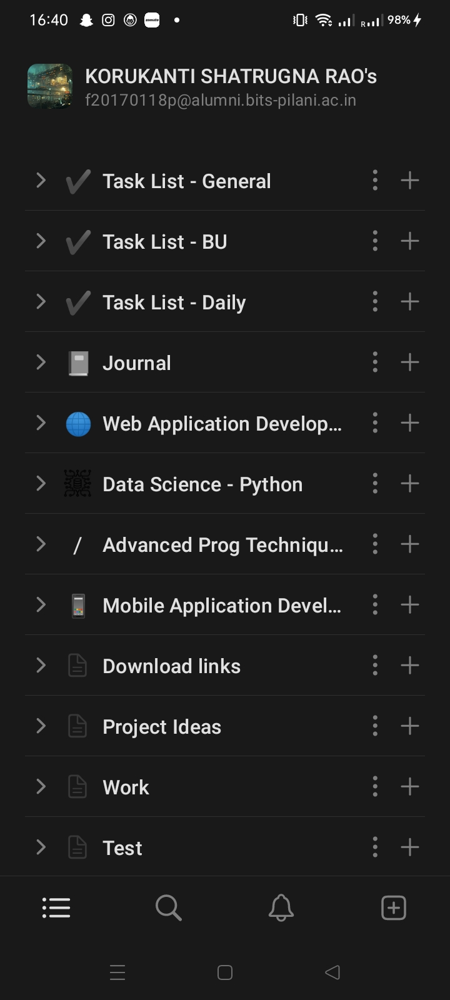 16:40
zomato
R
98%
KORUKANTI SHATRUGNA RAO's
f20170118p@alumni.bits-pilani.ac.in
Task List - General
Task List - BU
Task List - Daily
Journal
Web Application Develop...
Data Science - Python
/ Advanced Prog Techniqu...
Mobile Application Devel...
Download links
Project Ideas
Work
Test